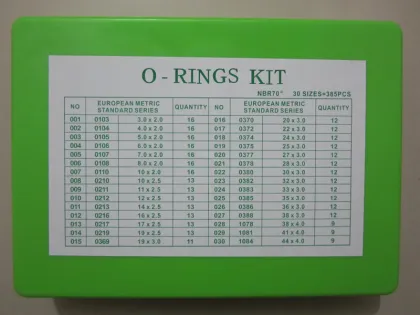 O - RINGS KIT
NBR70° 30 SIZES=385PCS
NO EUROPEAN METRIC STANDARD SERIES QUANTITY NO EUROPEAN METRIC STANDARD SERIES QUANTITY
001 0103 3.0 x 2.0 16 016 0370 20 x 3.0 12
002 0104 4.0 x 2.0 16 017 0372 22 x 3.0 12
003 0105 5.0 x 2.0 16 018 0374 24 x 3.0 12
004 0106 6.0 x 2.0 16 019 0375 25 x 3.0 12
005 0107 7.0 x 2.0 16 020 0377 27 x 3.0 12
006 0108 8.0 x 2.0 16 021 0378 28 x 3.0 12
007 0110 10 x 2.0 16 022 0380 30 x 3.0 12
008 0210 10 x 2.5 13 023 0382 32 x 3.0 12
009 0211 11 x 2.5 13 024 0383 33 x 3.0 12
010 0212 12 x 2.5 13 025 0385 35 x 3.0 12
011 0213 14 x 2.5 13 026 0386 36 x 3.0 12
012 0216 16 x 2.5 13 027 0388 38 x 3.0 12
013 0217 17 x 2.5 13 028 1078 38 x 4.0 9
014 0219 19 x 2.5 13 029 1081 41 x 4.0 9
015 0369 19 x 3.0 11 030 1084 44 x 4.0 9